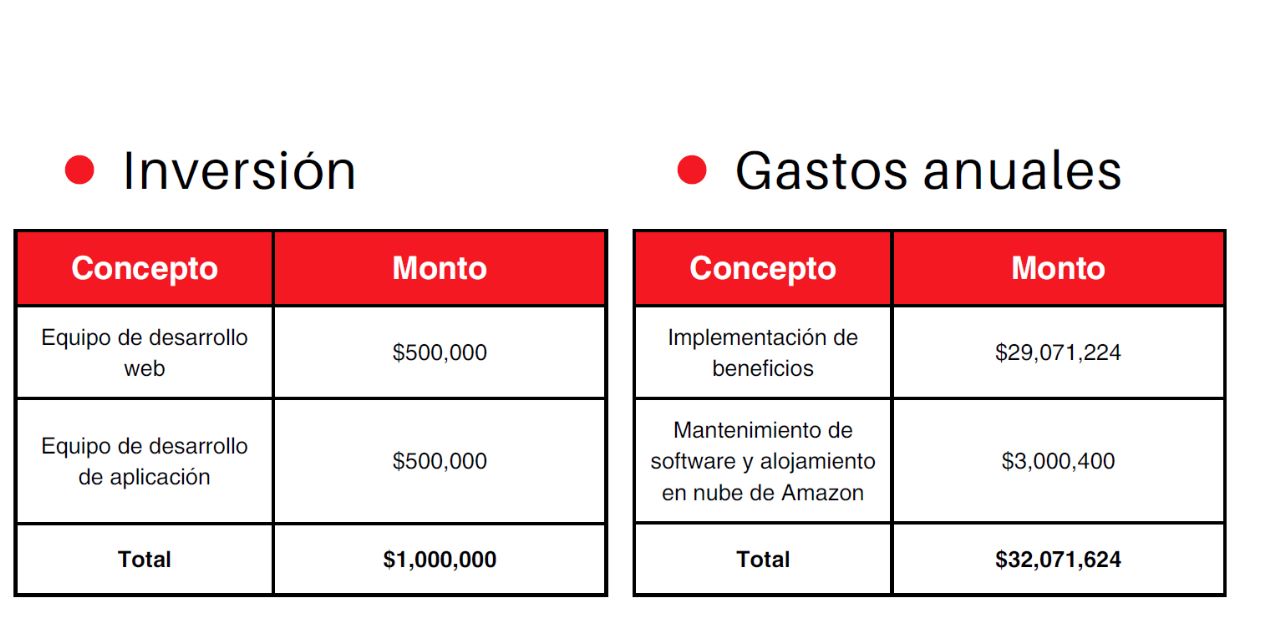 Inversión
Concepto Monto
Equipo de desarrollo
web
$500,000
Equipo de desarrollo
de aplicación
$500,000
Total $1,000,000
Gastos anuales
Concepto Monto
Implementación de
beneficios
$29,071,224
Mantenimiento de
software y alojamiento
en nube de Amazon
$3,000,400
Total $32,071,624